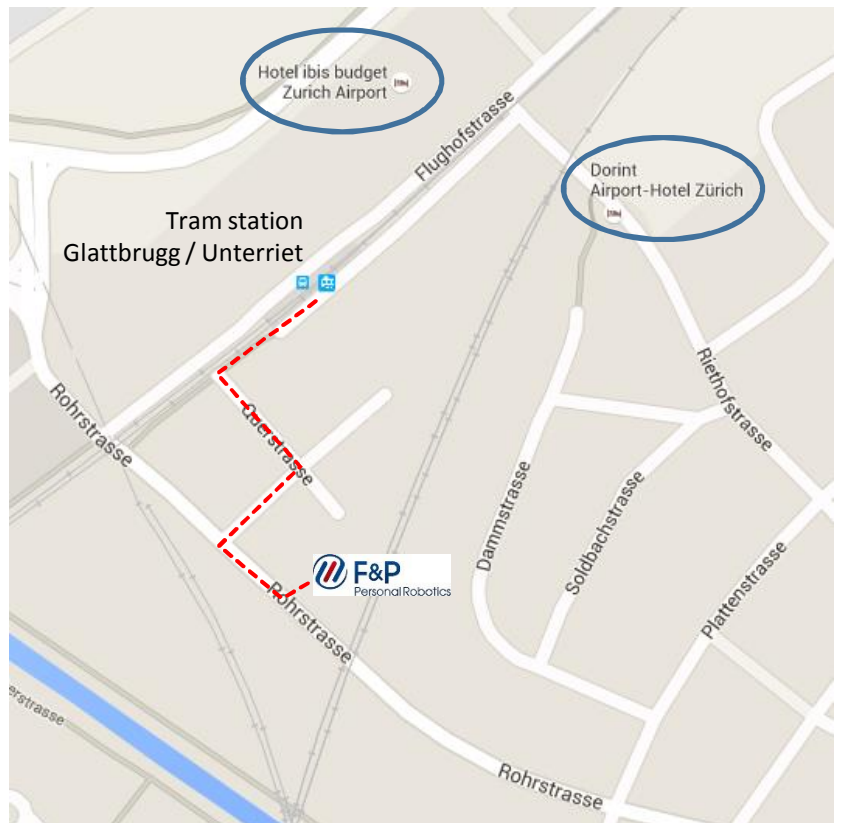 Hotel ibis budget
Zurich Airport
Flughofstrasse
Dorint
Airport-Hotel Zürich
Tram station
Glattbrugg / Unterriet
Rohrstrasse
Querstrasse
Riethofstrasse
Dammstrasse
Soldbachstrasse
Plattenstrasse
F&P
Personal Robotics
Rohrstrasse
erstrasse
Rohrstrasse